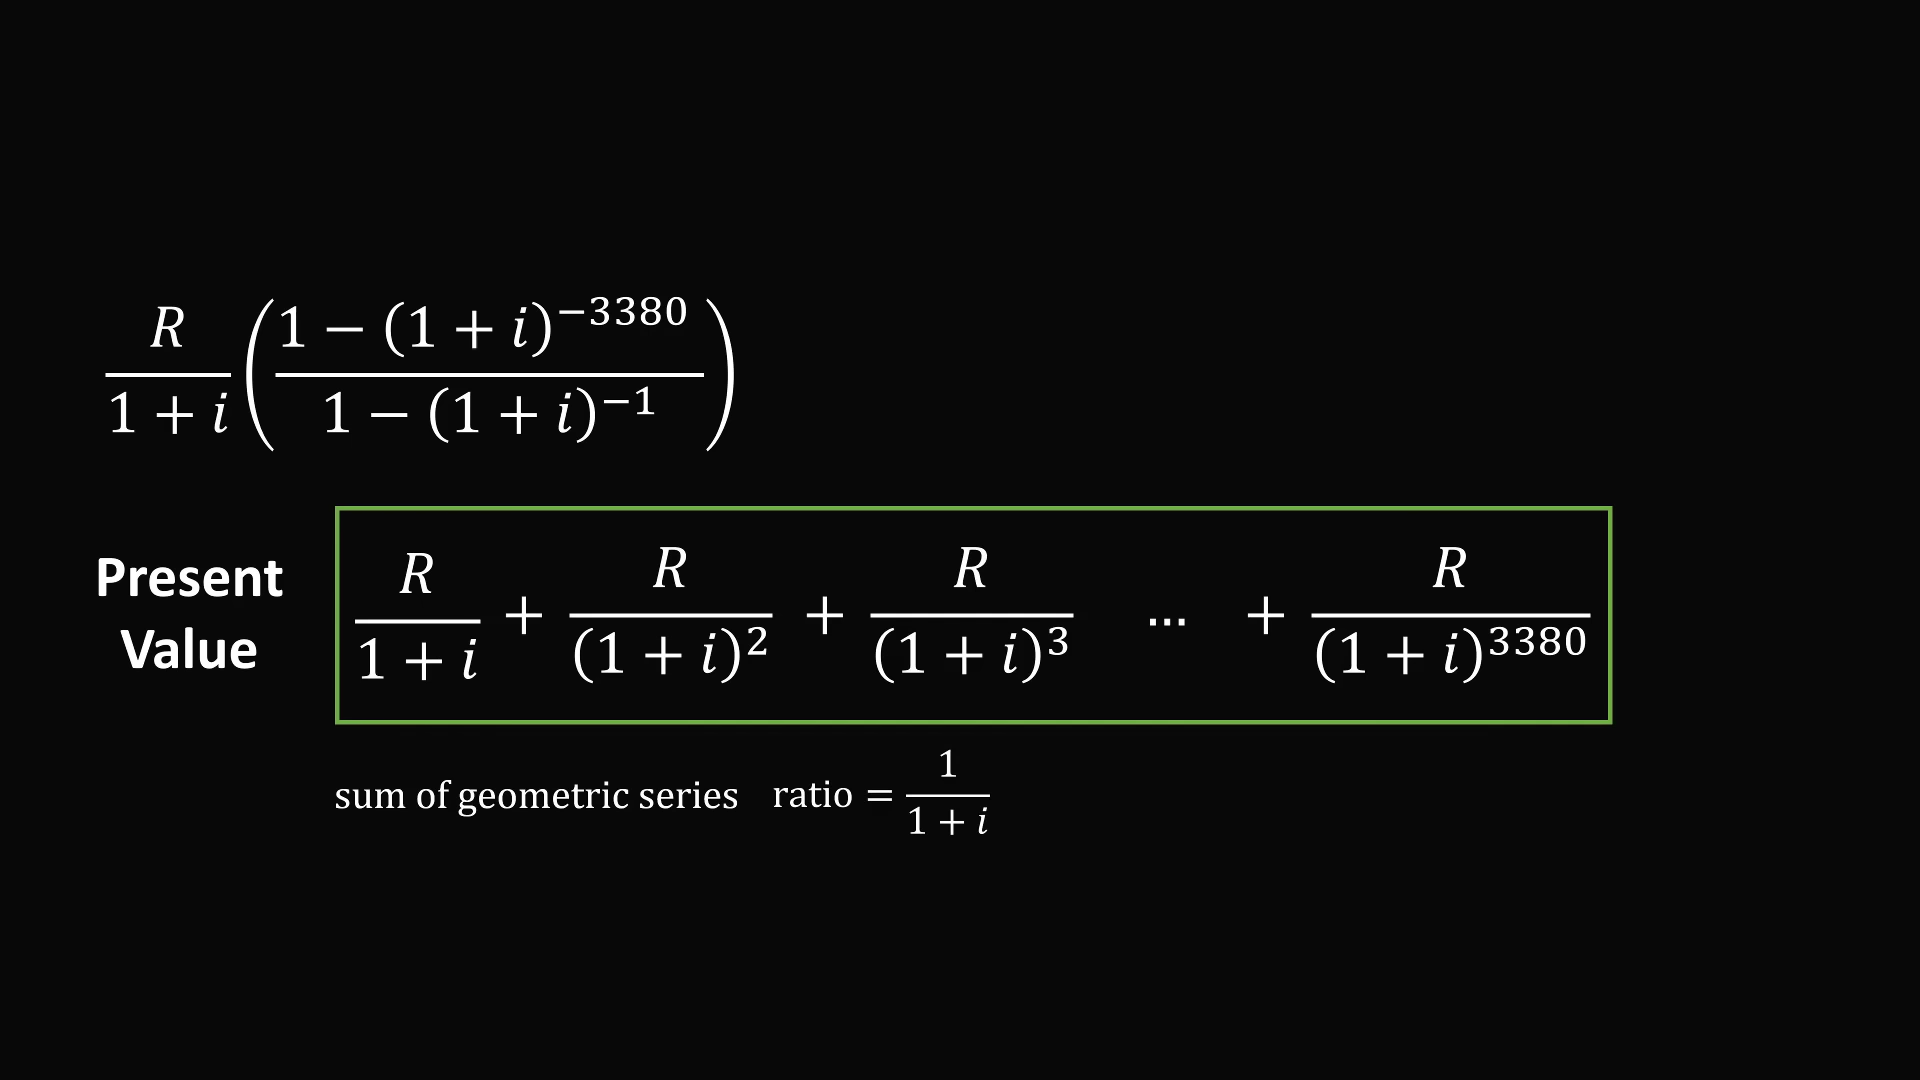 R/(1 + i) ((1 − (1 + i)^−3380)/(1 − (1 + i)^−1))
Present Value
R/(1 + i) + R/(1 + i)^2 + R/(1 + i)^3 ... + R/(1 + i)^3380
sum of geometric series ratio = 1/(1 + i)